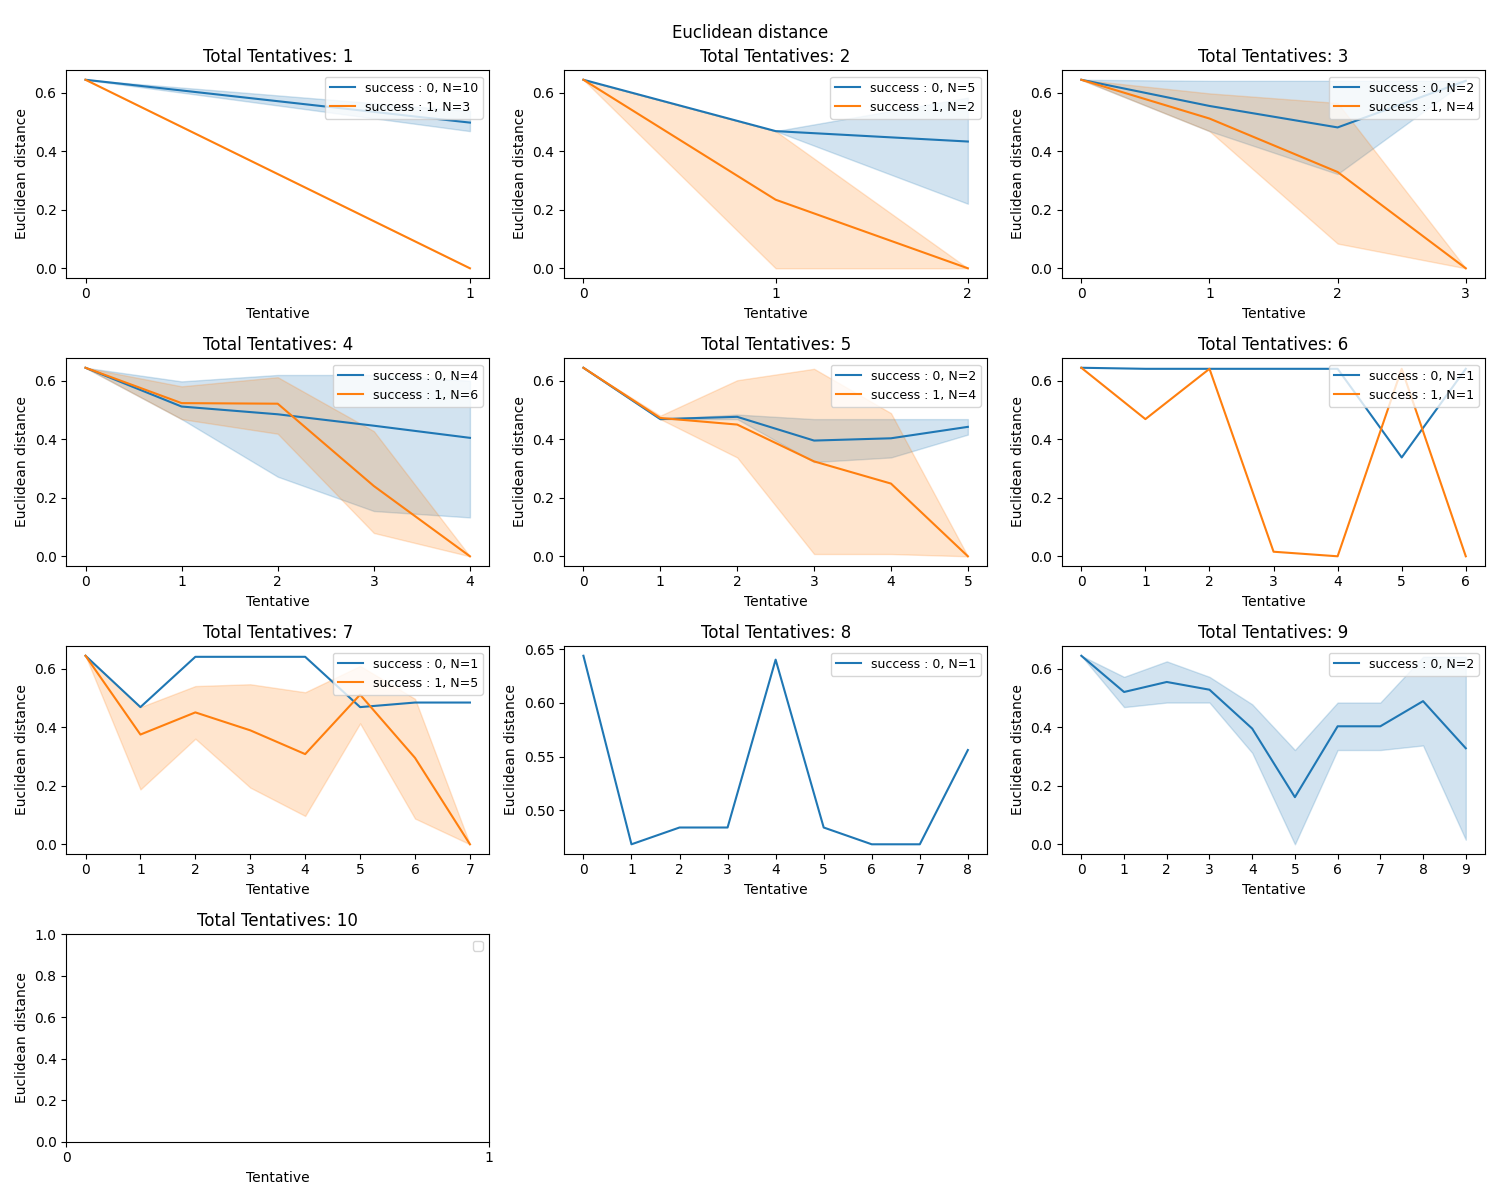 Euclidean distance
Total Tentatives: 1
Euclidean distance
0.6
0.4
0.2
0.0
success : 0, N=10
success : 1, N=3
0 1
Tentative
Total Tentatives: 2
Euclidean distance
0.6
0.4
0.2
0.0
success : 0, N=5
success : 1, N=2
0 1 2
Tentative
Total Tentatives: 3
Euclidean distance
0.6
0.4
0.2
0.0
success : 0, N=2
success : 1, N=4
0 1 2 3
Tentative
Total Tentatives: 4
Euclidean distance
0.6
0.4
0.2
0.0
success : 0, N=4
success : 1, N=6
0 1 2 3 4
Tentative
Total Tentatives: 5
Euclidean distance
0.6
0.4
0.2
0.0
success : 0, N=2
success : 1, N=4
0 1 2 3 4 5
Tentative
Total Tentatives: 6
Euclidean distance
0.6
0.4
0.2
0.0
success : 0, N=1
success : 1, N=1
0 1 2 3 4 5 6
Tentative
Total Tentatives: 7
Euclidean distance
0.6
0.4
0.2
0.0
success : 0, N=1
success : 1, N=5
0 1 2 3 4 5 6 7
Tentative
Total Tentatives: 8
Euclidean distance
0.65
0.60
0.55
0.50
success : 0, N=1
0 1 2 3 4 5 6 7 8
Tentative
Total Tentatives: 9
Euclidean distance
0.6
0.4
0.2
0.0
success : 0, N=2
0 1 2 3 4 5 6 7 8 9
Tentative
Total Tentatives: 10
Euclidean distance
1.0
0.8
0.6
0.4
0.2
0.0
0 1
Tentative